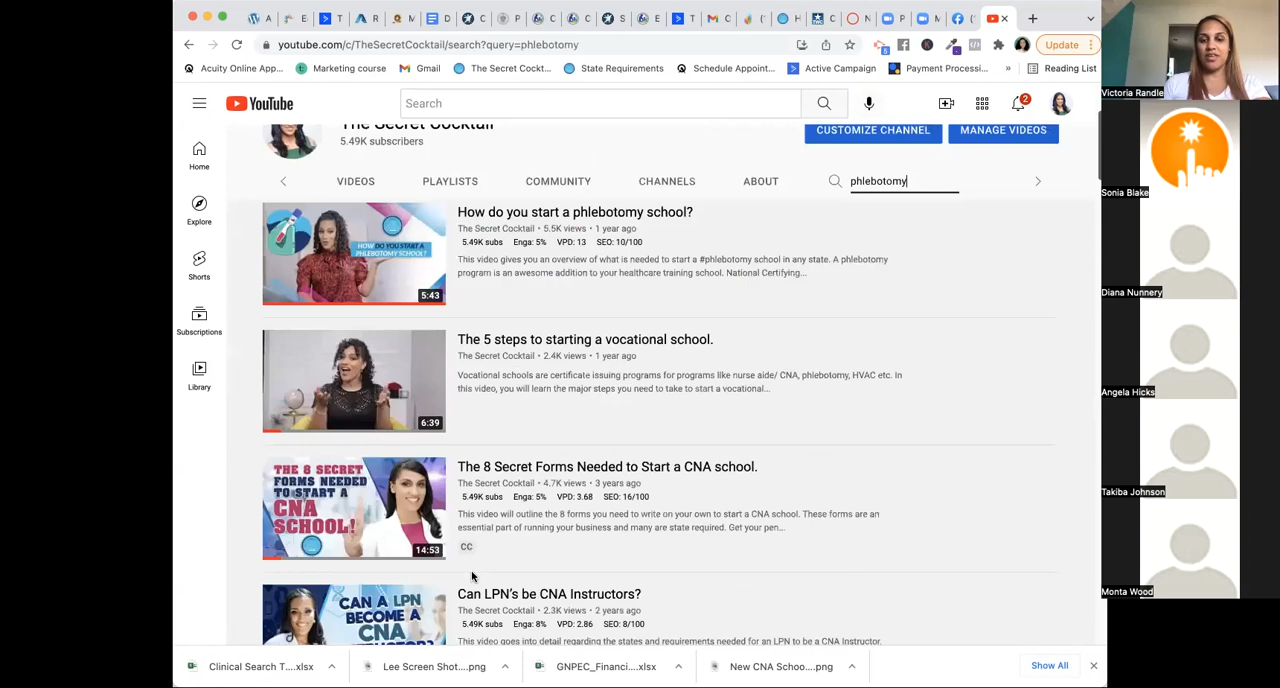 W
E
T
A
R
M
D
C
P
C
C
S
E
T
C
(
H
C
N
P
M
(
youtube.com/c/TheSecretCocktail/search?query=phlebotomy
Update
Acuity Online App...
Marketing course
Gmail
The Secret Cockt...
State Requirements
Schedule Appoint...
Active Campaign
Payment Processi...
»
Reading List
YouTube
Search
2
The Secret Cocktail
5.49K subscribers
CUSTOMIZE CHANNEL
MANAGE VIDEOS
VIDEOS
PLAYLISTS
COMMUNITY
CHANNELS
ABOUT
phlebotomy
Home
Explore
Shorts
Subscriptions
Library
HOW DO YOU START A
PHLEBOTOMY SCHOOL?
5:43
How do you start a phlebotomy school?
The Secret Cocktail • 5.5K views • 1 year ago
5.49K subs Enga: 5% VPD: 13 SEO: 10/100
This video gives you an overview of what is needed to start a #phlebotomy school in any state. A phlebotomy
program is an awesome addition to your healthcare training school. National Certifying...
6:39
The 5 steps to starting a vocational school.
The Secret Cocktail • 2.4K views • 1 year ago
Vocational schools are certificate issuing programs for programs like nurse aide/ CNA, phlebotomy, HVAC etc. In
this video, you will learn the major steps you need to take to start a vocational...
THE 8 SECRET FORMS
NEEDED TO
START A
CNA
SCHOOL!
14:53
The 8 Secret Forms Needed to Start a CNA school.
The Secret Cocktail • 4.7K views • 3 years ago
5.49K subs Enga: 5% VPD: 3.68 SEO: 16/100
This video will outline the 8 forms you need to write on your own to start a CNA school. These forms are an
essential part of running your business and many are state required. Get your pen...
CC
CAN A LPN
BECOME A
CNA
Can LPN's be CNA Instructors?
The Secret Cocktail • 2.3K views • 2 years ago
5.49K subs Enga: 8% VPD: 2.86 SEO: 8/100
This video goes into detail regarding the states and requirements needed for an LPN to be a CNA Instructor.
Clinical Search T....xlsx
Lee Screen Shot....png
GNPEC_Financi....xlsx
New CNA Schoo....png
Show All
Victoria Randle
Sonia Blake
Diana Nunnery
Angela Hicks
Takiba Johnson
Monta Wood